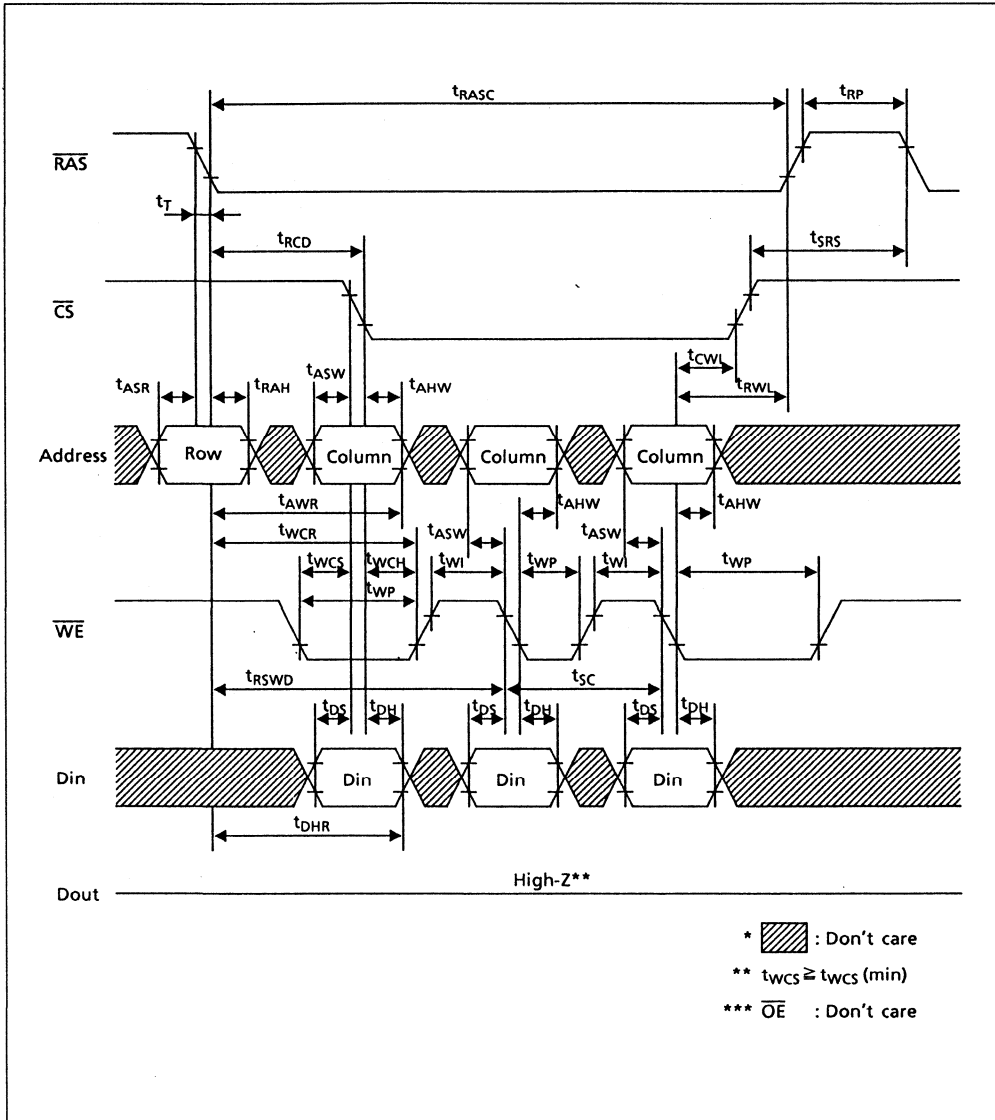 tRASC
tRP
RAS
tT
tRCD
tSRS
CS
tCWL
tRWL
tASR
tRAH
tASW
tAHW
Address
Row
Column
Column
Column
tAWR
tAHW
tAHW
tWCR
tASW
tASW
tWCS
tWCH
tWI
tWP
tWI
tWP
tWP
WE
tRSWD
tSC
tDS
tDH
tDS
tDH
tDS
tDH
Din
Din
Din
Din
tDHR
High-Z**
Dout
* : Don't care
** tWCS ≧ tWCS (min)
*** OE : Don't care